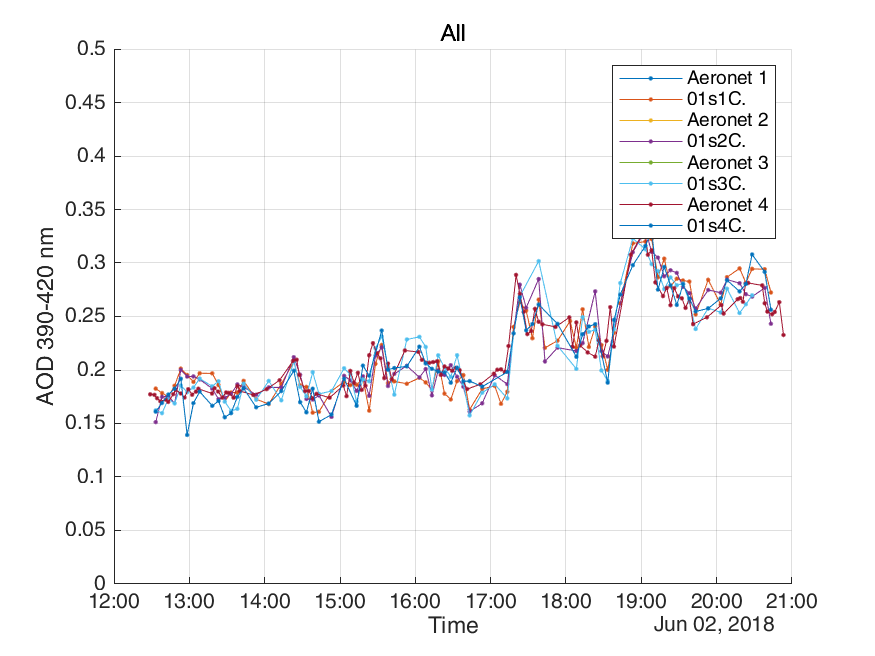 All
0.5
0.45
0.4
0.35
0.3
0.25
0.2
0.15
0.1
0.05
0
AOD 390-420 nm
Aeronet 1
01s1C.
Aeronet 2
01s2C.
Aeronet 3
01s3C.
Aeronet 4
01s4C.
12:00 13:00 14:00 15:00 16:00 17:00 18:00 19:00 20:00 21:00
Time
Jun 02, 2018